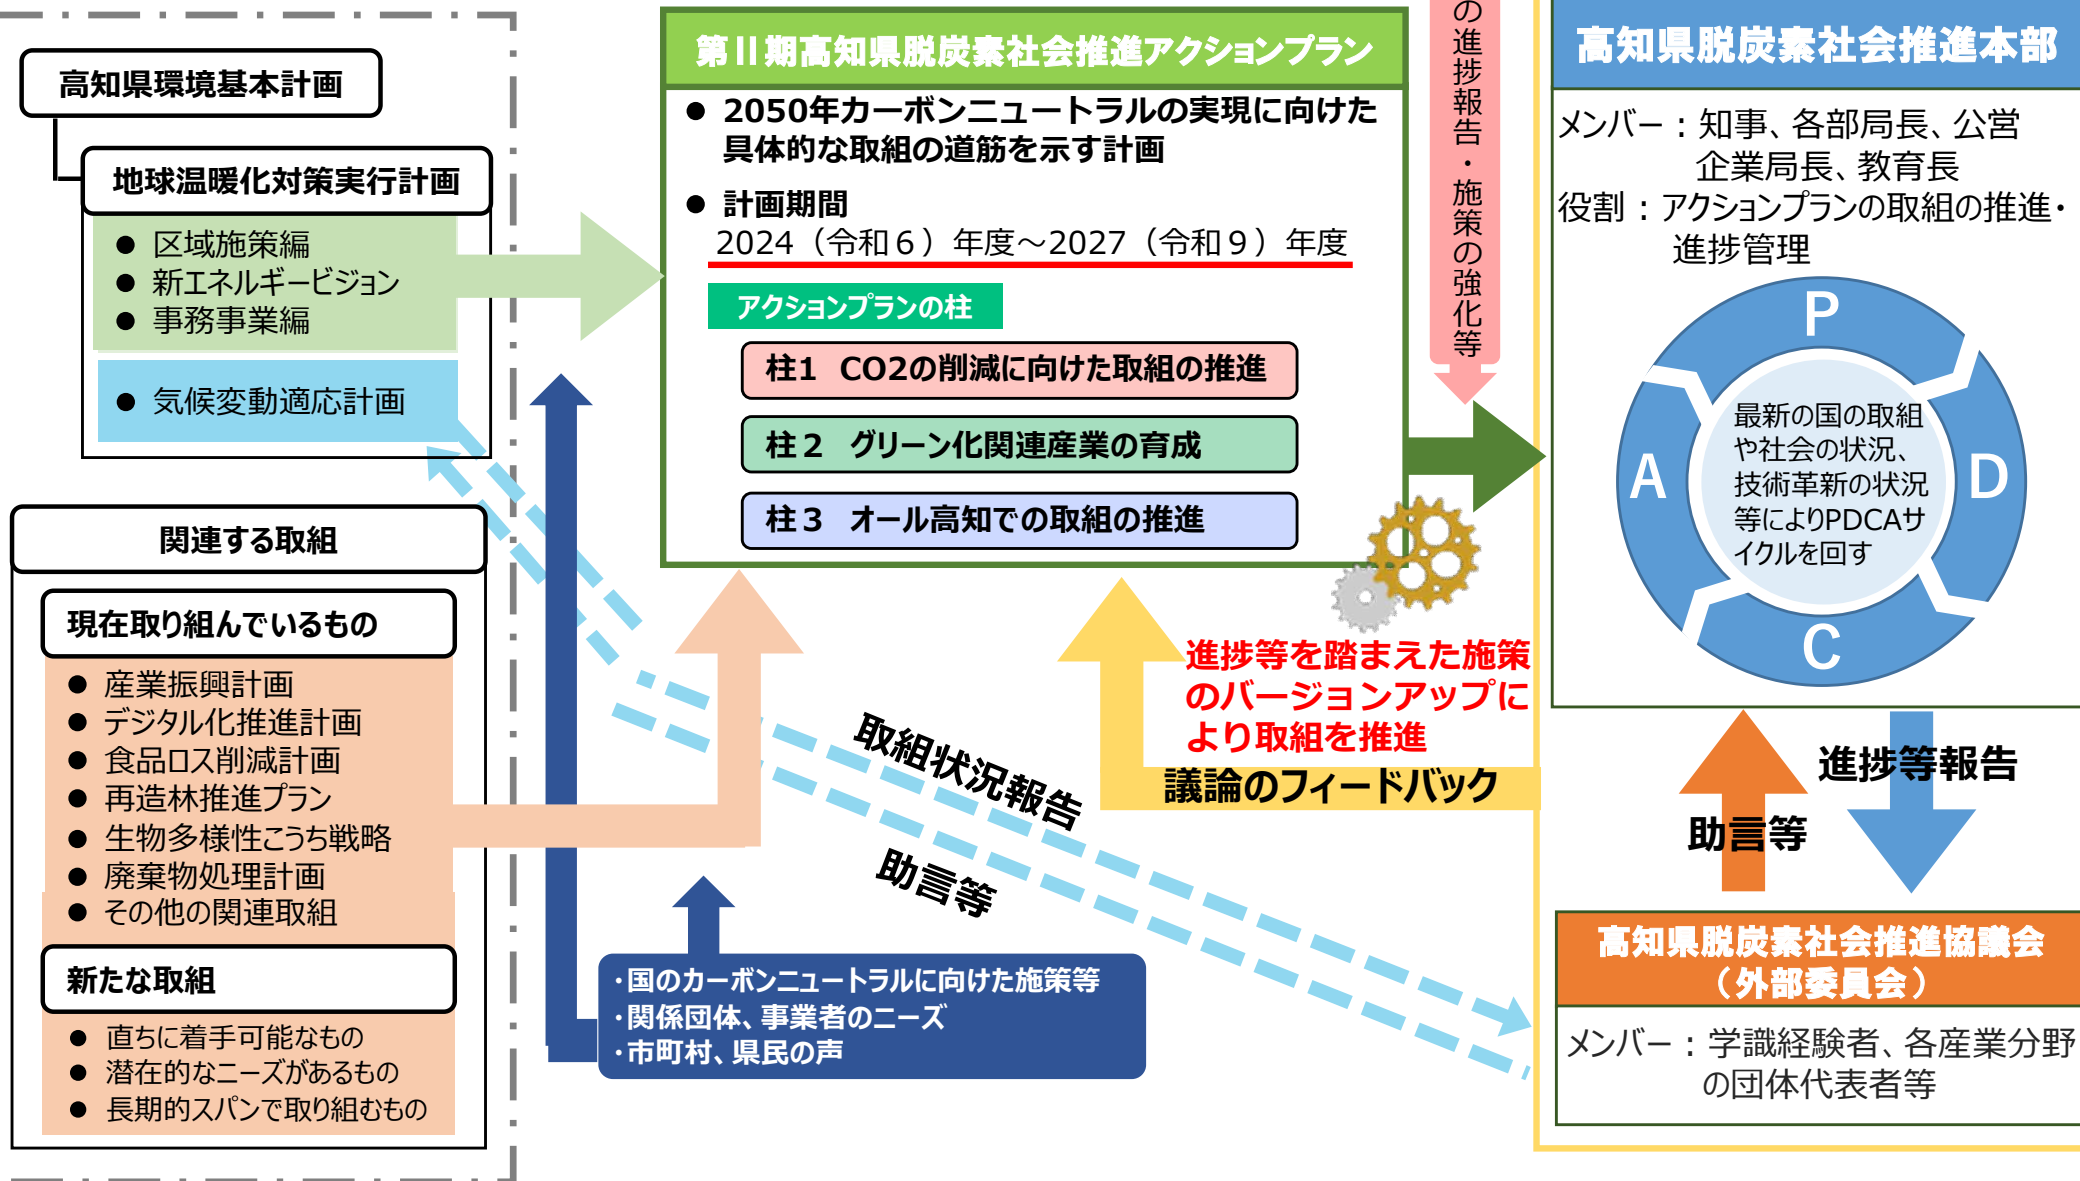 高知県環境基本計画
地球温暖化対策実行計画
● 区域施策編
● 新エネルギービジョン
● 事務事業編
● 気候変動適応計画
関連する取組
現在取り組んでいるもの
● 産業振興計画
● デジタル化推進計画
● 食品ロス削減計画
● 再造林推進プラン
● 生物多様性こうち戦略
● 廃棄物処理計画
● その他の関連取組
新たな取組
● 直ちに着手可能なもの
● 潜在的なニーズがあるもの
● 長期的スパンで取り組むもの
第Ⅱ期高知県脱炭素社会推進アクションプラン
● 2050年カーボンニュートラルの実現に向けた
具体的な取組の道筋を示す計画
● 計画期間
2024（令和６）年度～2027（令和９）年度
アクションプランの柱
柱1 CO2の削減に向けた取組の推進
柱２ グリーン化関連産業の育成
柱３ オール高知での取組の推進
の進捗報告・施策の強化等
進捗等を踏まえた施策
のバージョンアップに
より取組を推進
議論のフィードバック
取組状況報告
助言等
・国のカーボンニュートラルに向けた施策等
・関係団体、事業者のニーズ
・市町村、県民の声
高知県脱炭素社会推進本部
メンバー：知事、各部局長、公営
企業局長、教育長
役割：アクションプランの取組の推進・
進捗管理
P
D
C
A
最新の国の取組
や社会の状況、
技術革新の状況
等によりPDCAサ
イクルを回す
進捗等報告
助言等
高知県脱炭素社会推進協議会
（外部委員会）
メンバー：学識経験者、各産業分野
の団体代表者等